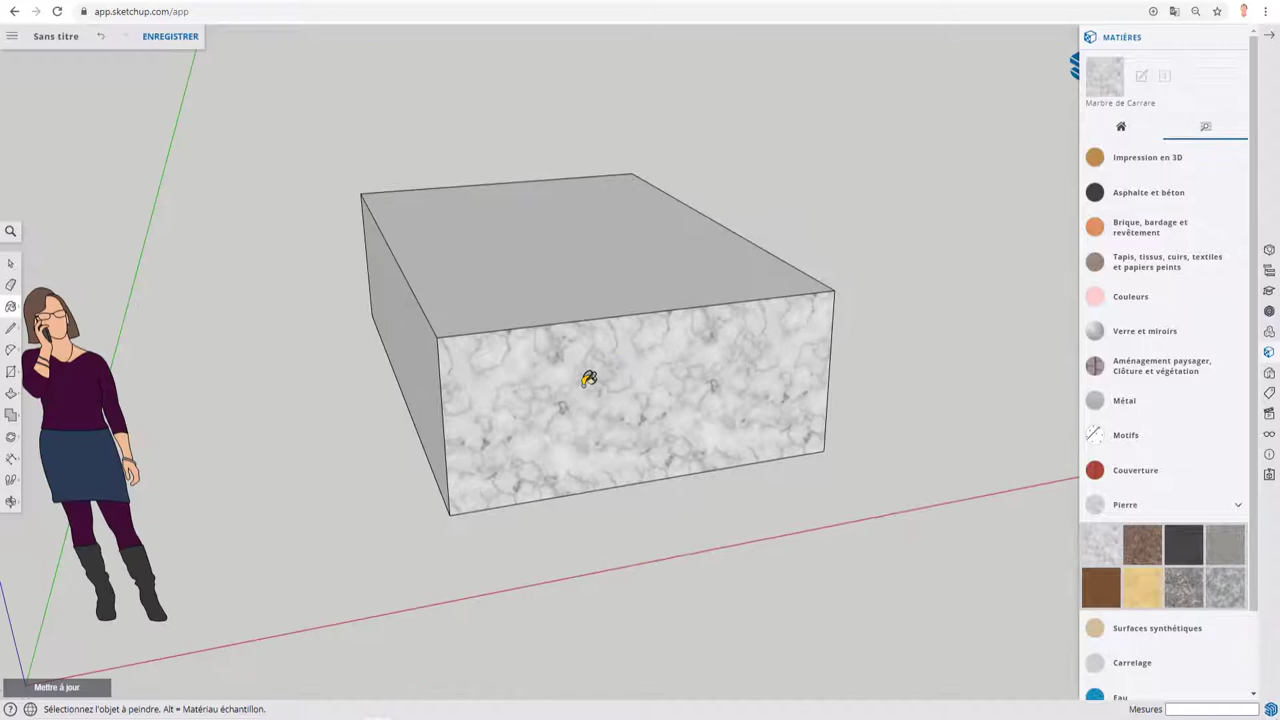 app.sketchup.com/app
Sans titre
ENREGISTRER
MATIÈRES
Marbre de Carrare
Impression en 3D
Asphalte et béton
Brique, bardage et
revêtement
Tapis, tissus, cuirs, textiles
et papiers peints
Couleurs
Verre et miroirs
Aménagement paysager,
Clôture et végétation
Métal
Motifs
Couverture
Pierre
Surfaces synthétiques
Carrelage
Eau
Mettre à jour
Sélectionnez l'objet à peindre. Alt = Matériau échantillon.
Mesures